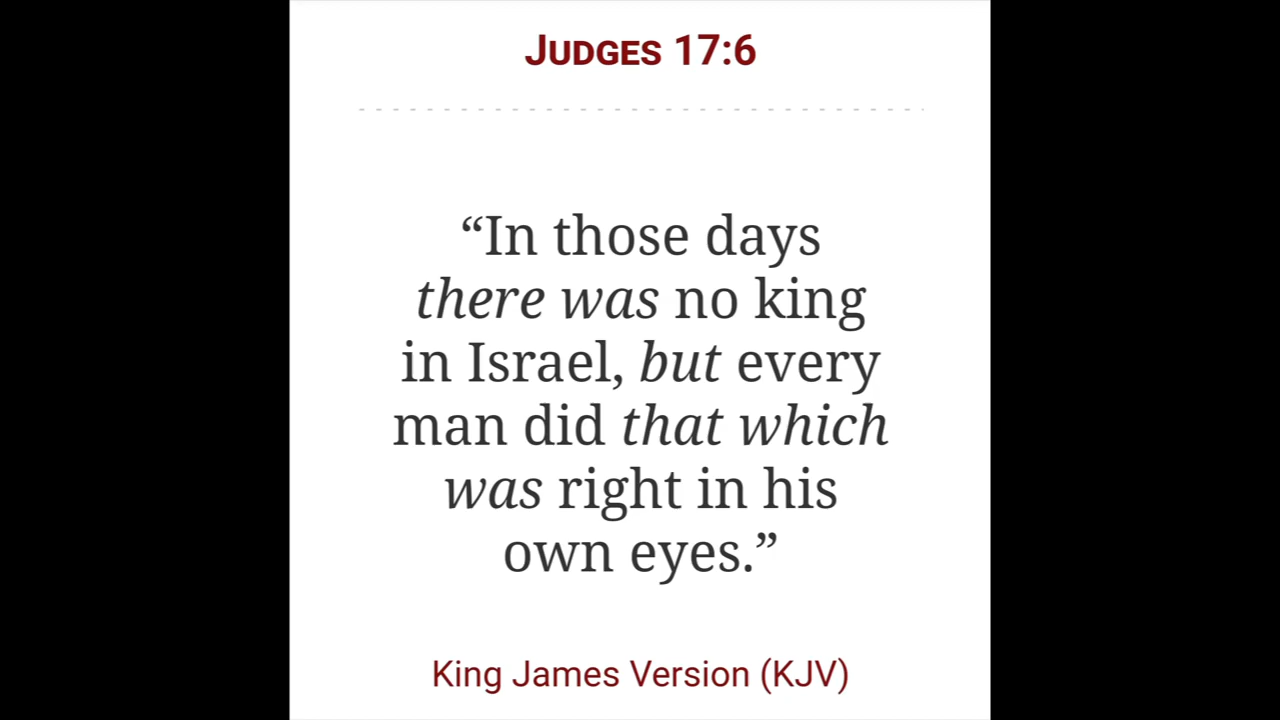 JUDGES 17:6
“In those days
there was no king
in Israel, but every
man did that which
was right in his
own eyes.”
King James Version (KJV)